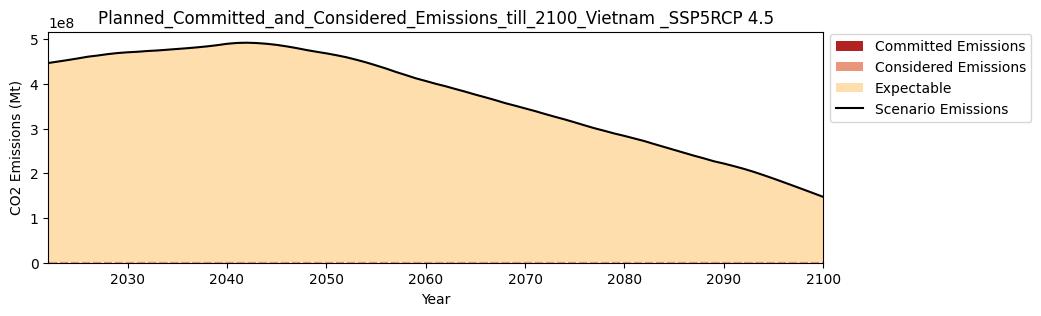 Planned_Committed_and_Considered_Emissions_till_2100_Vietnam _SSP5RCP 4.5
1e8
5
4
3
2
1
0
CO2 Emissions (Mt)
2030 2040 2050 2060 2070 2080 2090 2100
Year
Committed Emissions
Considered Emissions
Expectable
Scenario Emissions